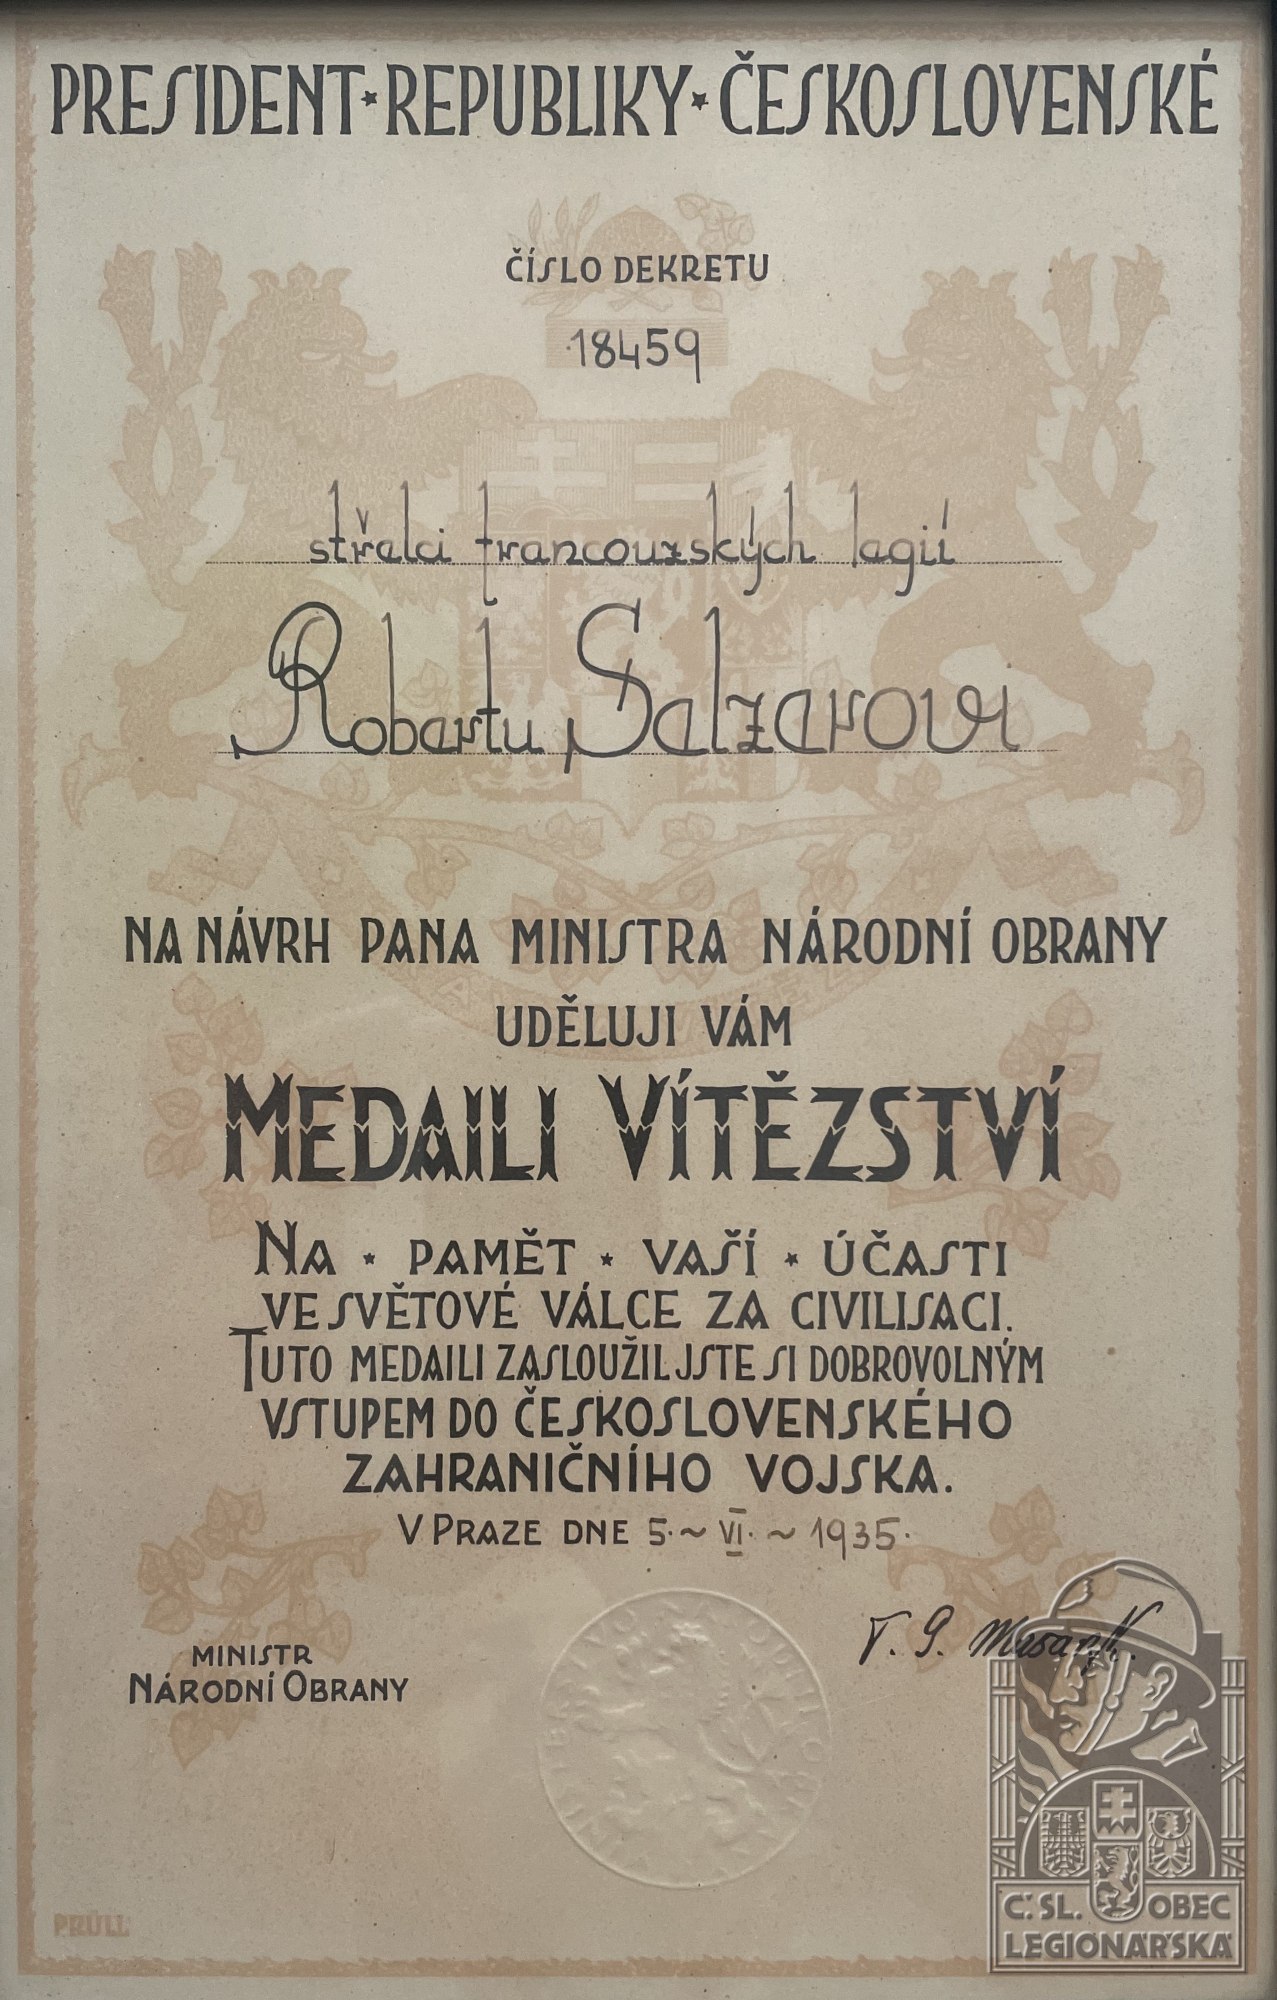 PRESIDENT * REPUBLIKY * ČESKOSLOVENSKÉ
ČÍSLO DEKRETU
18459
střelci francouzských legií
Robertu Salzerovi
NA NÁVRH PANA MINISTRA NÁRODNÍ OBRANY
UDĚLUJI VÁM
MEDAILI VÍTĚZSTVÍ
NA * PAMĚT * VAŠÍ * ÚČASTI
VE SVĚTOVÉ VÁLCE ZA CIVILISACI.
TUTO MEDAILI ZASLOUŽIL JSTE SI DOBROVOLNÝM
VSTUPEM DO ČESKOSLOVENSKÉHO
ZAHRANIČNÍHO VOJSKA.
V PRAZE DNE 5. ~ VI. ~ 1935.
T. G. Masaryk.
MINISTR
NÁRODNÍ OBRANY
PRÜLL
Č. SL. OBEC
LEGIONÁŘSKÁ